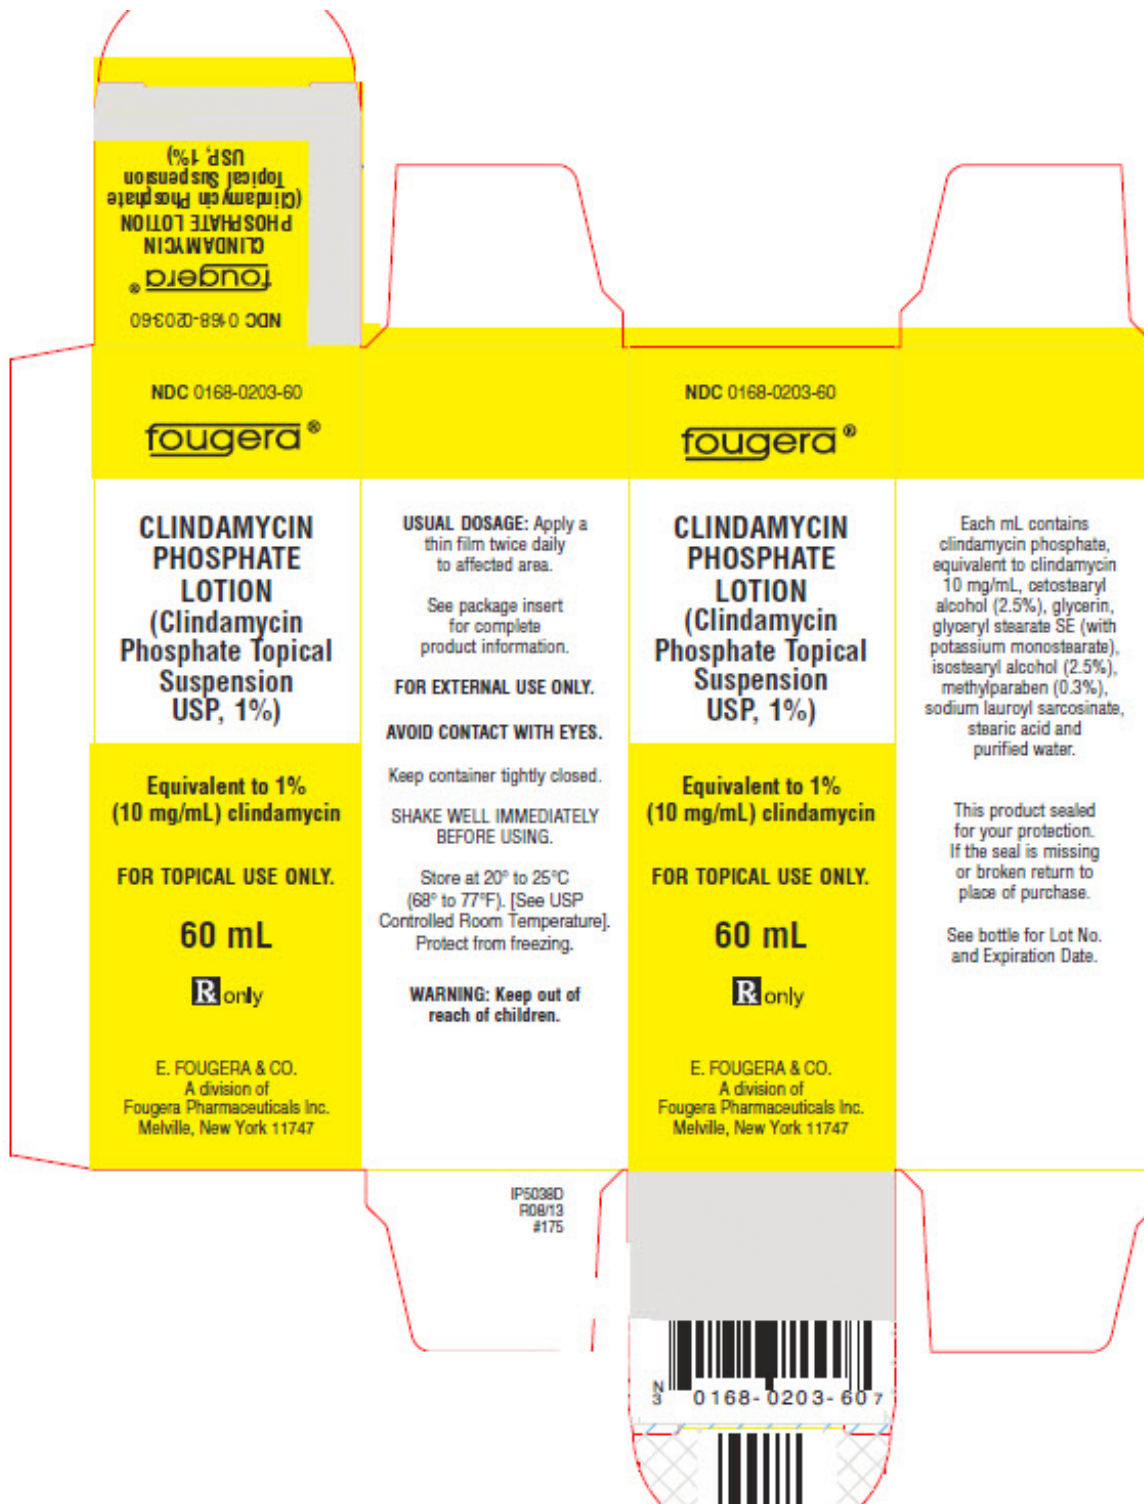 NDC 0168-0203-60
fougera®
CLINDAMYCIN
PHOSPHATE LOTION
(Clindamycin Phosphate
Topical Suspension
USP, 1%)
NDC 0168-0203-60
fougera®
CLINDAMYCIN
PHOSPHATE
LOTION
(Clindamycin
Phosphate Topical
Suspension
USP, 1%)
Equivalent to 1%
(10 mg/mL) clindamycin
FOR TOPICAL USE ONLY.
60 mL
Rx only
E. FOUGERA & CO.
A division of
Fougera Pharmaceuticals Inc.
Melville, New York 11747
USUAL DOSAGE: Apply a
thin film twice daily
to affected area.
See package insert
for complete
product information.
FOR EXTERNAL USE ONLY.
AVOID CONTACT WITH EYES.
Keep container tightly closed.
SHAKE WELL IMMEDIATELY
BEFORE USING.
Store at 20° to 25°C
(68° to 77°F). [See USP
Controlled Room Temperature].
Protect from freezing.
WARNING: Keep out of
reach of children.
IP5038D
R08/13
#175
NDC 0168-0203-60
fougera®
CLINDAMYCIN
PHOSPHATE
LOTION
(Clindamycin
Phosphate Topical
Suspension
USP, 1%)
Equivalent to 1%
(10 mg/mL) clindamycin
FOR TOPICAL USE ONLY.
60 mL
Rx only
E. FOUGERA & CO.
A division of
Fougera Pharmaceuticals Inc.
Melville, New York 11747
N
3 0168-0203-60 7
Each mL contains
clindamycin phosphate,
equivalent to clindamycin
10 mg/mL, cetostearyl
alcohol (2.5%), glycerin,
glyceryl stearate SE (with
potassium monostearate),
isostearyl alcohol (2.5%),
methylparaben (0.3%),
sodium lauroyl sarcosinate,
stearic acid and
purified water.
This product sealed
for your protection.
If the seal is missing
or broken return to
place of purchase.
See bottle for Lot No.
and Expiration Date.